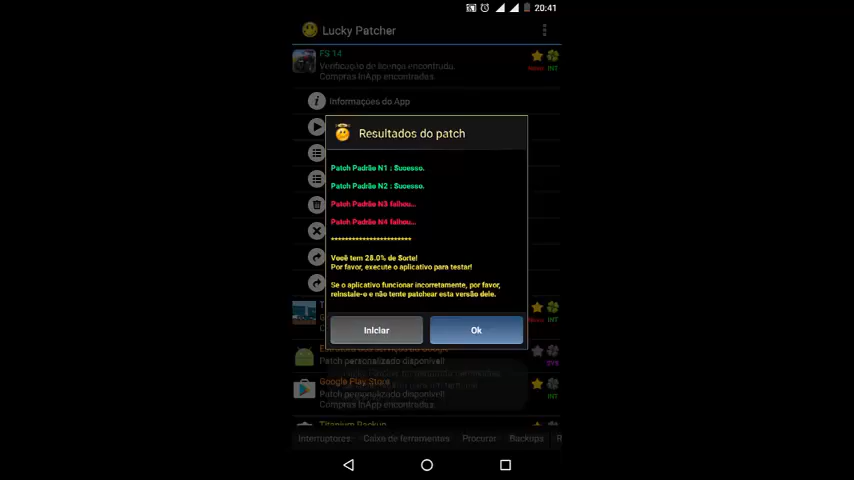 20:41
Lucky Patcher
FS 14
Verificação de licença encontrada.
Compras InApp encontradas
INT
Informações do App
Resultados do patch
Patch Padrão N1 : Sucesso.
Patch Padrão N2 : Sucesso.
Patch Padrão N3 falhou...
Patch Padrão N4 falhou...
************************
Você tem 28.0% de Sorte!
Por favor, execute o aplicativo para testar!
Se o aplicativo funcionar incorretamente, por favor,
reinstale-o e não tente patchear esta versão dele.
Iniciar
Ok
INT
Patch personalizado disponível!
SYS
Google Play Store
Patch personalizado disponível!
Compras InApp encontradas
INT
Titanium Backup
Interruptores
Caixa de ferramentas
Procurar
Backups
R